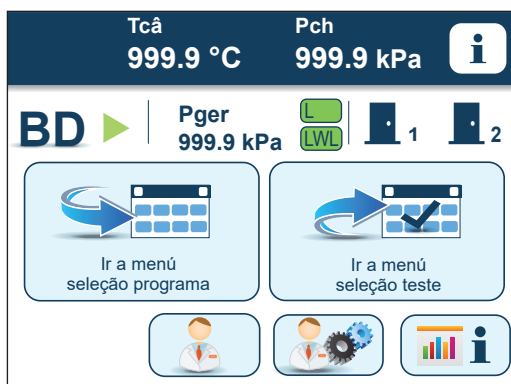 Tcâ Pch
999.9 °C 999.9 kPa i
BD Pger L
999.9 kPa LWL 1 2
Ir a menú Ir a menú
seleção programa seleção teste
i